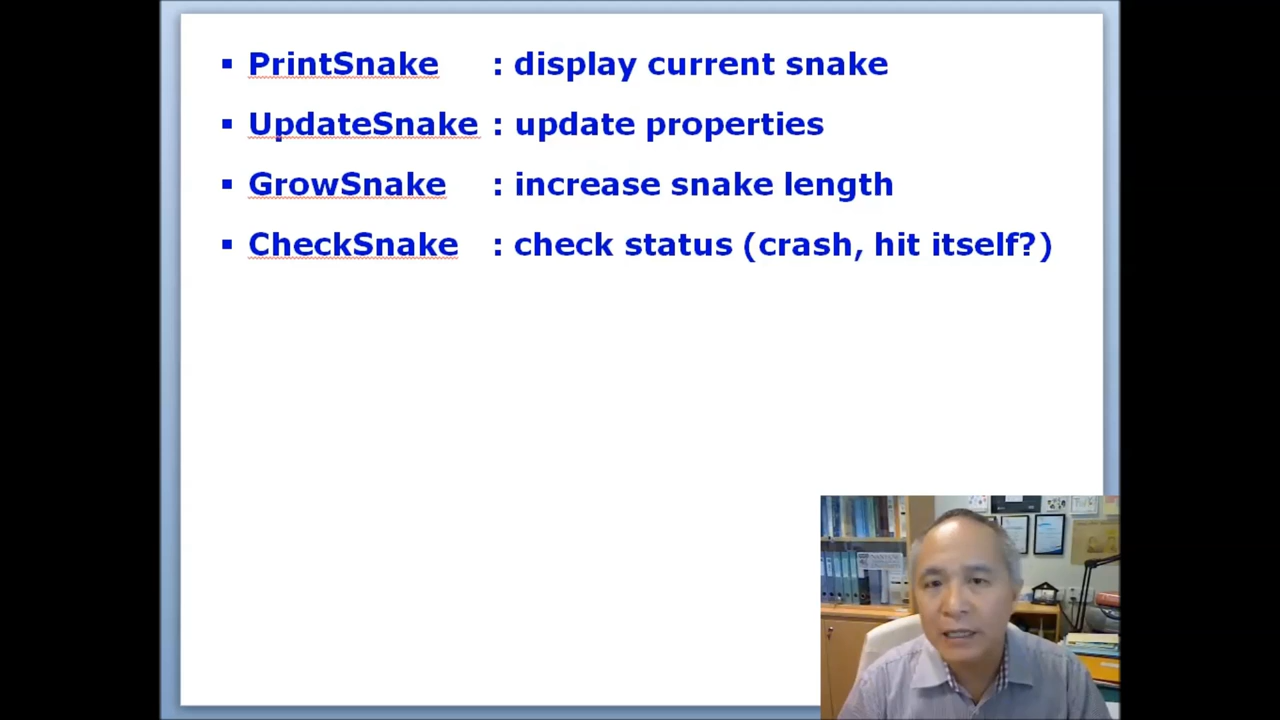 ▪ PrintSnake : display current snake
▪ UpdateSnake : update properties
▪ GrowSnake : increase snake length
▪ CheckSnake : check status (crash, hit itself?)